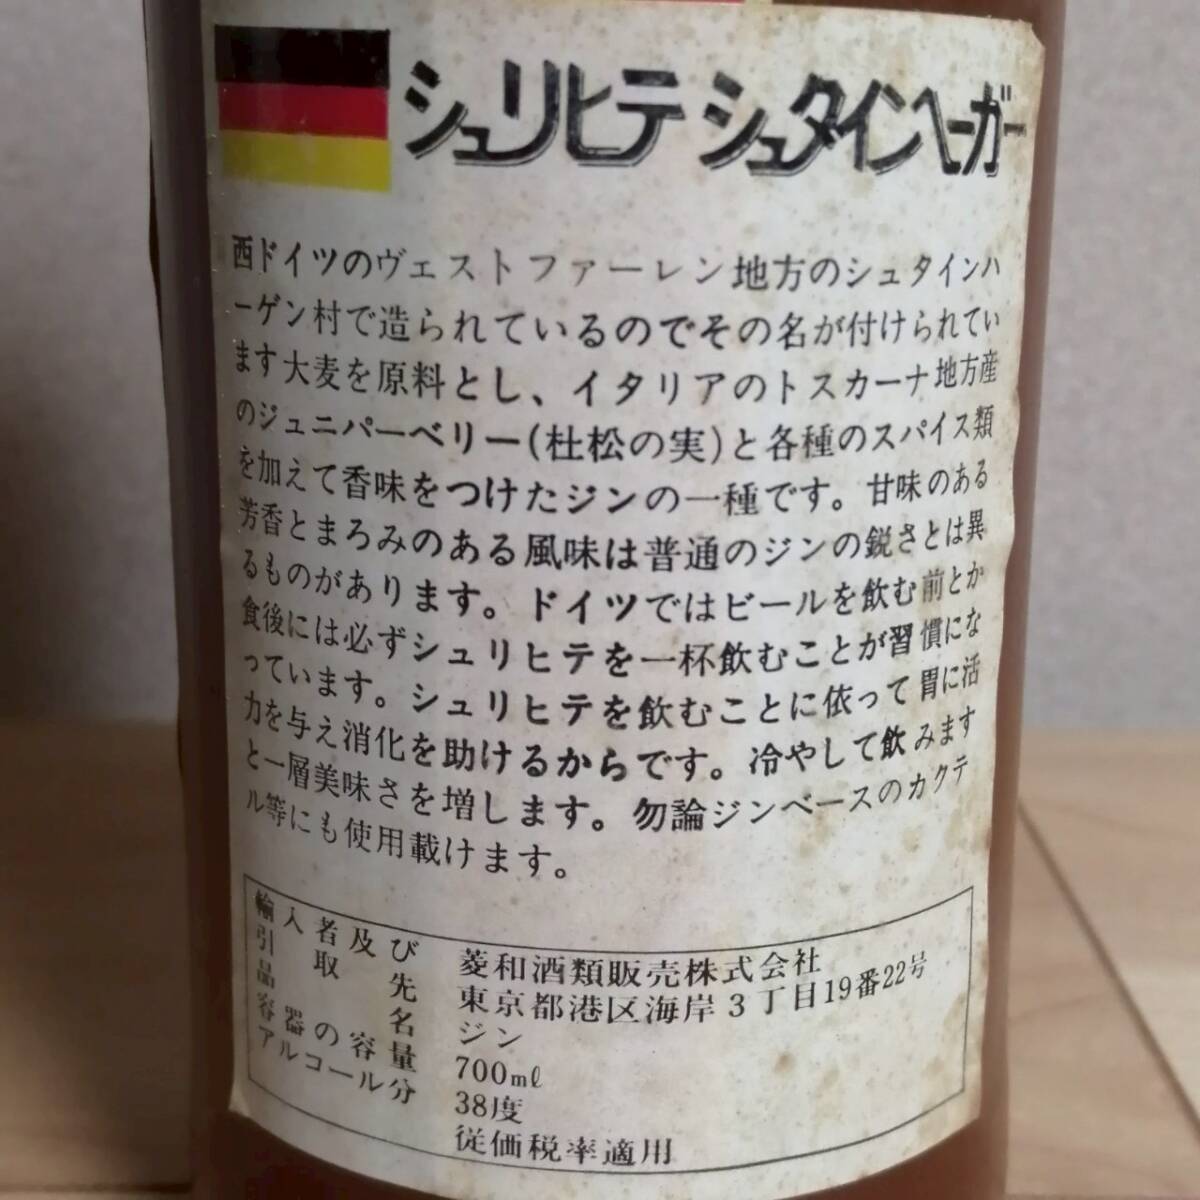 シュリヒテ シュタインヘーガー
西ドイツのヴェストファーレン地方のシュタインハ
ーゲン村で造られているのでその名が付けられてい
ます大麦を原料とし、イタリアのトスカーナ地方産
のジュニパーベリー(杜松の実)と各種のスパイス類
を加えて香味をつけたジンの一種です。甘味のある
芳香とまろみのある風味は普通のジンの鋭さとは異
るものがあります。ドイツではビールを飲む前とか
食後には必ずシュリヒテを一杯飲むことが習慣にな
っています。シュリヒテを飲むことに依って胃に活
力を与え消化を助けるからです。冷やして飲みます
と一層美味さを増します。勿論ジンベースのカクテ
ル等にも使用載けます。
輸入者及び 菱和酒類販売株式会社
引取先 東京都港区海岸3丁目19番22号
品名 ジン
容器の容量 700mℓ
アルコール分 38度
従価税率適用